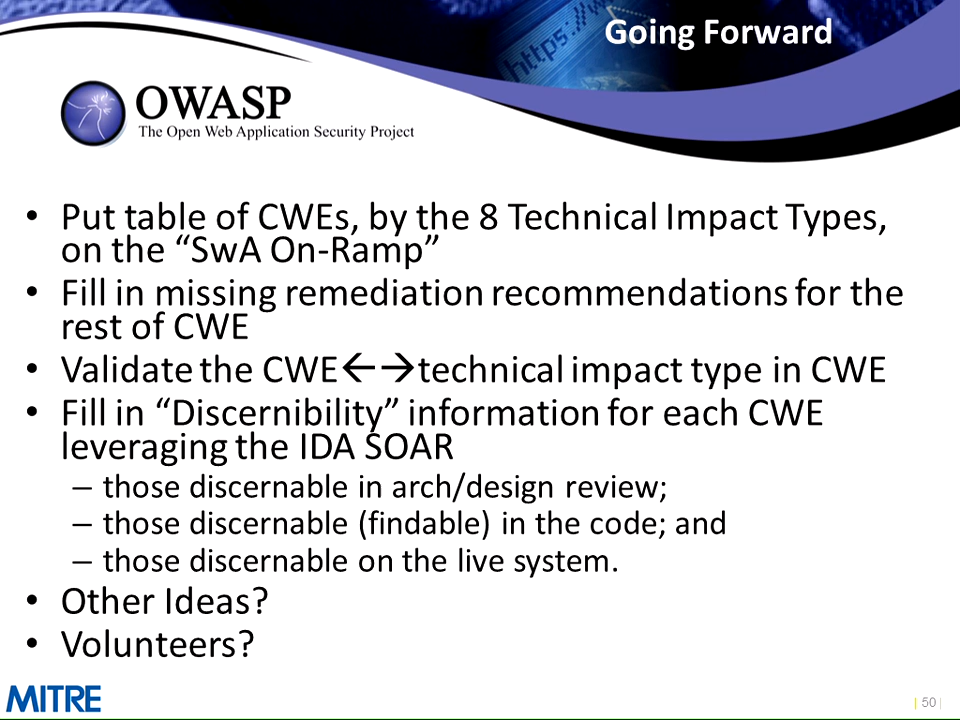 https://w
Going Forward
OWASP
The Open Web Application Security Project
• Put table of CWEs, by the 8 Technical Impact Types,
on the “SwA On-Ramp”
• Fill in missing remediation recommendations for the
rest of CWE
• Validate the CWE←→technical impact type in CWE
• Fill in “Discernibility” information for each CWE
leveraging the IDA SOAR
– those discernable in arch/design review;
– those discernable (findable) in the code; and
– those discernable on the live system.
• Other Ideas?
• Volunteers?
MITRE
| 50 |